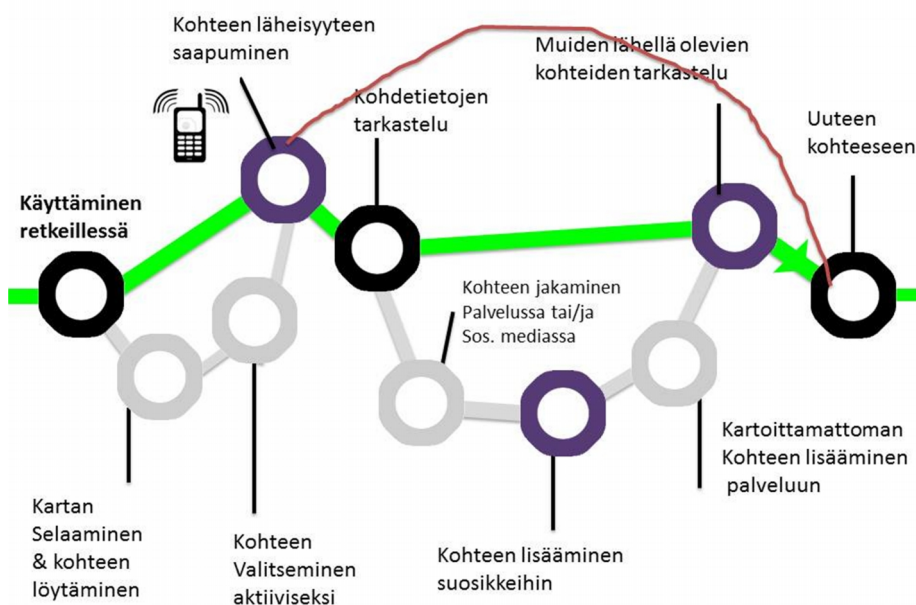 Kohteen läheisyyteen
saapuminen
Muiden lähellä olevien
kohteiden tarkastelu
Kohdetietojen
tarkastelu
Uuteen
kohteeseen
Käyttäminen
retkeillessä
Kohteen jakaminen
Palvelussa tai/ja
Sos. mediassa
Kartoittamattoman
Kohteen lisääminen
palveluun
Kartan
Selaaminen
& kohteen
löytäminen
Kohteen
Valitseminen
aktiiviseksi
Kohteen lisääminen
suosikkeihin